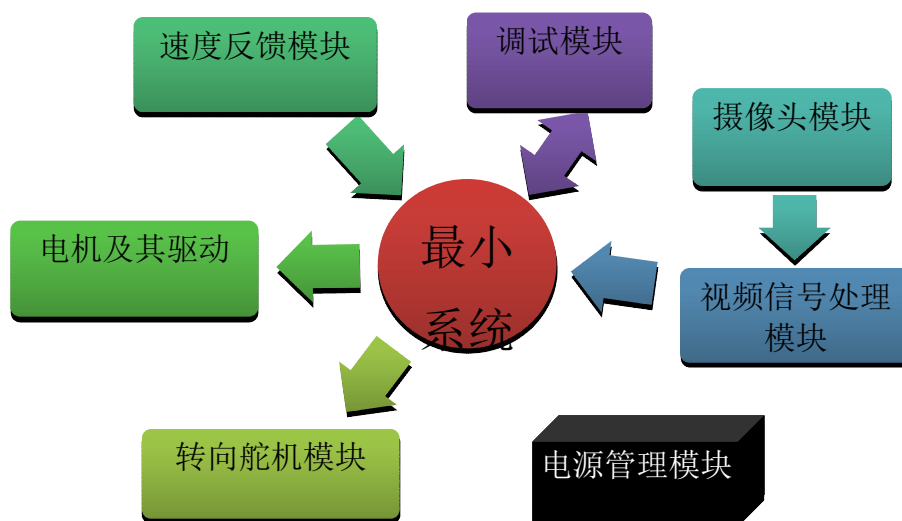 速度反馈模块
调试模块
摄像头模块
电机及其驱动
最小
系统
视频信号处理
模块
转向舵机模块
电源管理模块